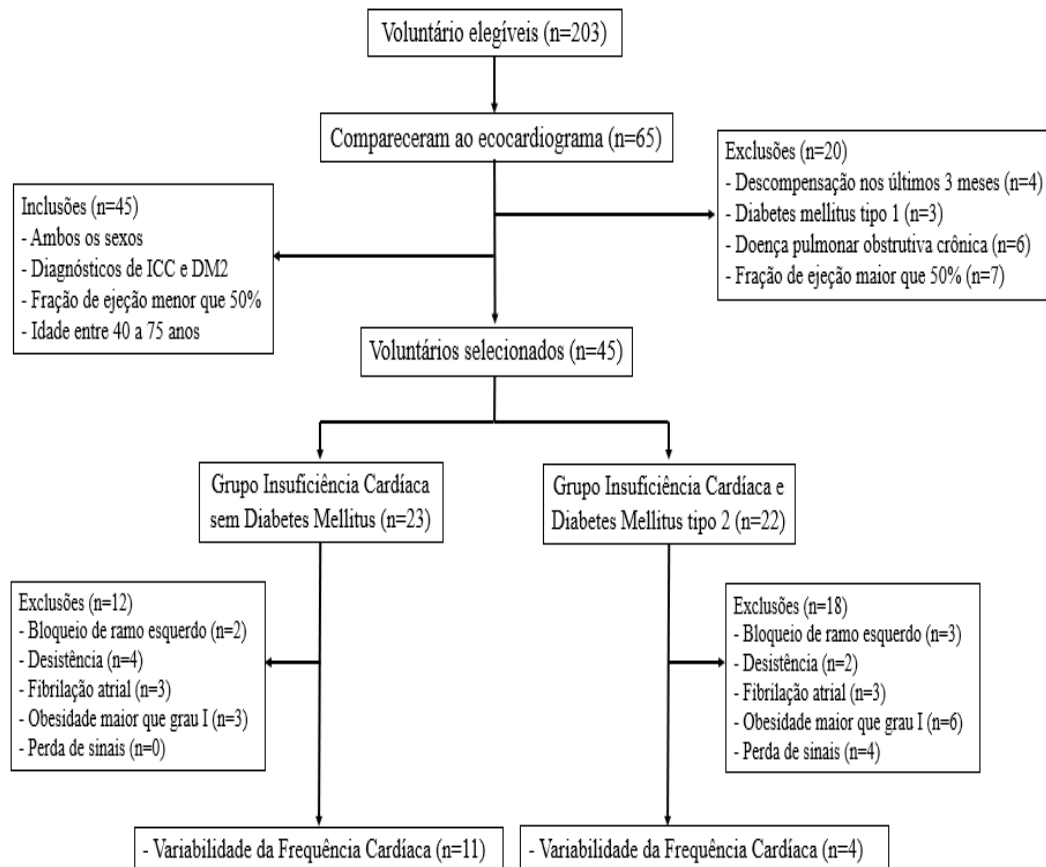 Voluntário elegíveis (n=203)
Compareceram ao ecocardiograma (n=65)
Exclusões (n=20)
- Descompensação nos últimos 3 meses (n=4)
- Diabetes mellitus tipo 1 (n=3)
- Doença pulmonar obstrutiva crônica (n=6)
- Fração de ejeção maior que 50% (n=7)
Inclusões (n=45)
- Ambos os sexos
- Diagnósticos de ICC e DM2
- Fração de ejeção menor que 50%
- Idade entre 40 a 75 anos
Voluntários selecionados (n=45)
Grupo Insuficiência Cardíaca
sem Diabetes Mellitus (n=23)
Grupo Insuficiência Cardíaca e
Diabetes Mellitus tipo 2 (n=22)
Exclusões (n=12)
- Bloqueio de ramo esquerdo (n=2)
- Desistência (n=4)
- Fibrilação atrial (n=3)
- Obesidade maior que grau I (n=3)
- Perda de sinais (n=0)
Exclusões (n=18)
- Bloqueio de ramo esquerdo (n=3)
- Desistência (n=2)
- Fibrilação atrial (n=3)
- Obesidade maior que grau I (n=6)
- Perda de sinais (n=4)
- Variabilidade da Frequência Cardíaca (n=11)
- Variabilidade da Frequência Cardíaca (n=4)